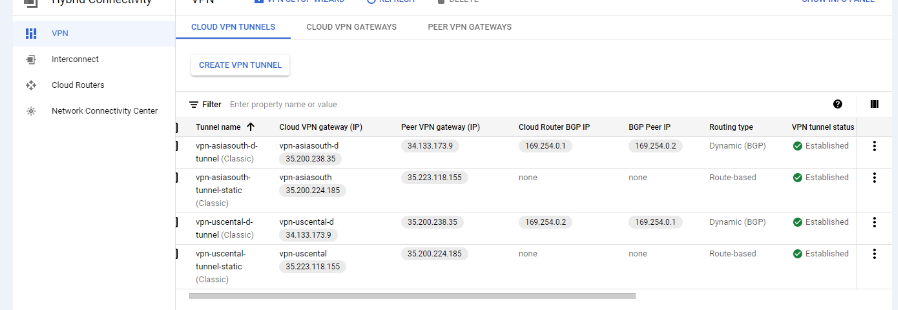 Hybrid Connectivity
VPN
VPN SETUP WIZARD
REFRESH
DELETE
SHOW INFO PANEL
VPN
Interconnect
Cloud Routers
Network Connectivity Center
CLOUD VPN TUNNELS
CLOUD VPN GATEWAYS
PEER VPN GATEWAYS
CREATE VPN TUNNEL
Filter Enter property name or value
Tunnel name Cloud VPN gateway (IP) Peer VPN gateway (IP) Cloud Router BGP IP BGP Peer IP Routing type VPN tunnel status
vpn-asiasouth-d- vpn-asiasouth-d 34.133.173.9 169.254.0.1 169.254.0.2 Dynamic (BGP) Established
tunnel (Classic) 35.200.238.35
vpn-asiasouth- vpn-asiasouth 35.223.118.155 none none Route-based Established
tunnel-static 35.200.224.185
(Classic)
vpn-uscental-d- vpn-uscental-d 35.200.238.35 169.254.0.2 169.254.0.1 Dynamic (BGP) Established
tunnel (Classic) 34.133.173.9
vpn-uscental- vpn-uscental 35.200.224.185 none none Route-based Established
tunnel-static 35.223.118.155
(Classic)